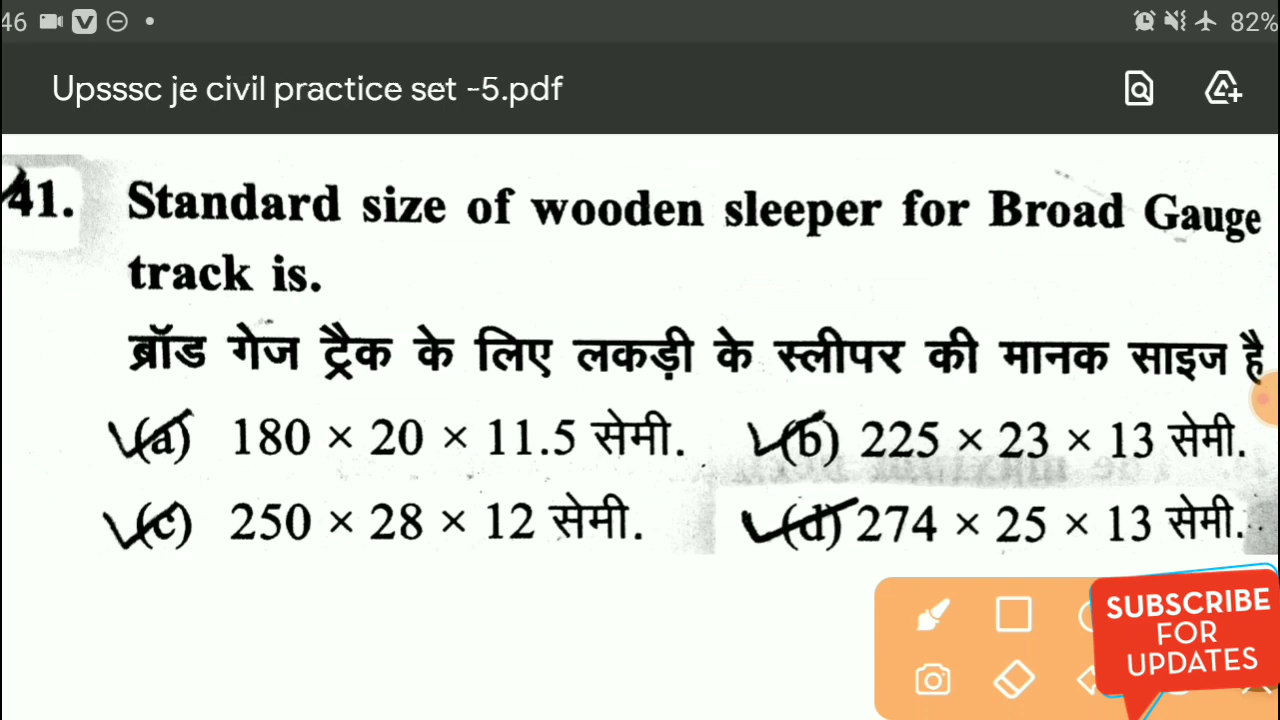 46
82%
Upsssc je civil practice set -5.pdf
41. Standard size of wooden sleeper for Broad Gauge
track is.
ब्रॉड गेज ट्रैक के लिए लकड़ी के स्लीपर की मानक साइज है
(a) 180 × 20 × 11.5 सेमी. (b) 225 × 23 × 13 सेमी.
(c) 250 × 28 × 12 सेमी. (d) 274 × 25 × 13 सेमी.
SUBSCRIBE
FOR
UPDATES